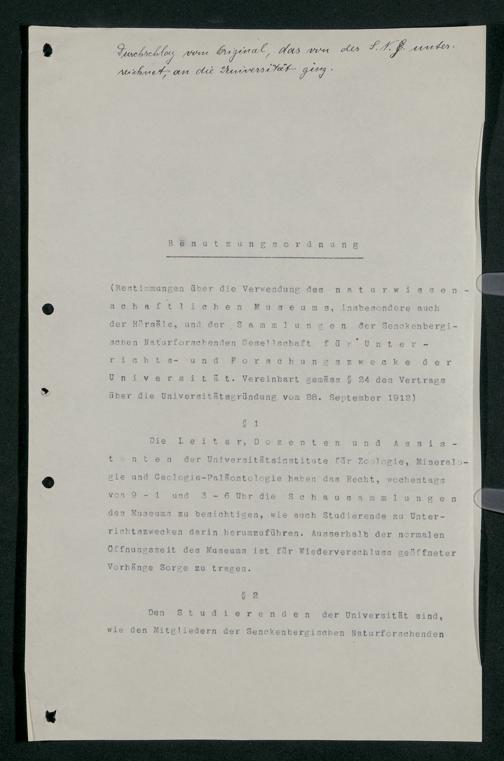 Durchschlag vom Original, das von der S.N.G. unter-
zeichnet, an die Universität ging.
Benutzungsordnung
(Bestimmungen über die Verwendung des naturwissen-
schaftlichen Museums, insbesondere auch
der Hörsäle, und der Sammlungen der Senckenbergi-
schen Naturforschenden Gesellschaft für Unter-
richts- und Forschungszwecke der
Universität. Vereinbart gemäss § 24 des Vertrags
über die Universitätsgründung vom 28. September 1912)
§ 1
Die Leiter, Dozenten und Assis-
tenten der Universitätsinstitute für Zoologie, Mineralo-
gie und Geologie-Paläontologie haben das Recht, wochentags
von 9 - 1 und 3 - 6 Uhr die Schausammlungen
des Museums zu besichtigen, wie auch Studierende zu Unter-
richtszwecken darin herumzuführen. Ausserhalb der normalen
Öffnungszeit des Museums ist für Wiederverschluss geöffneter
Vorhänge Sorge zu tragen.
§ 2
Den Studierenden der Universität sind,
wie den Mitgliedern der Senckenbergischen Naturforschenden